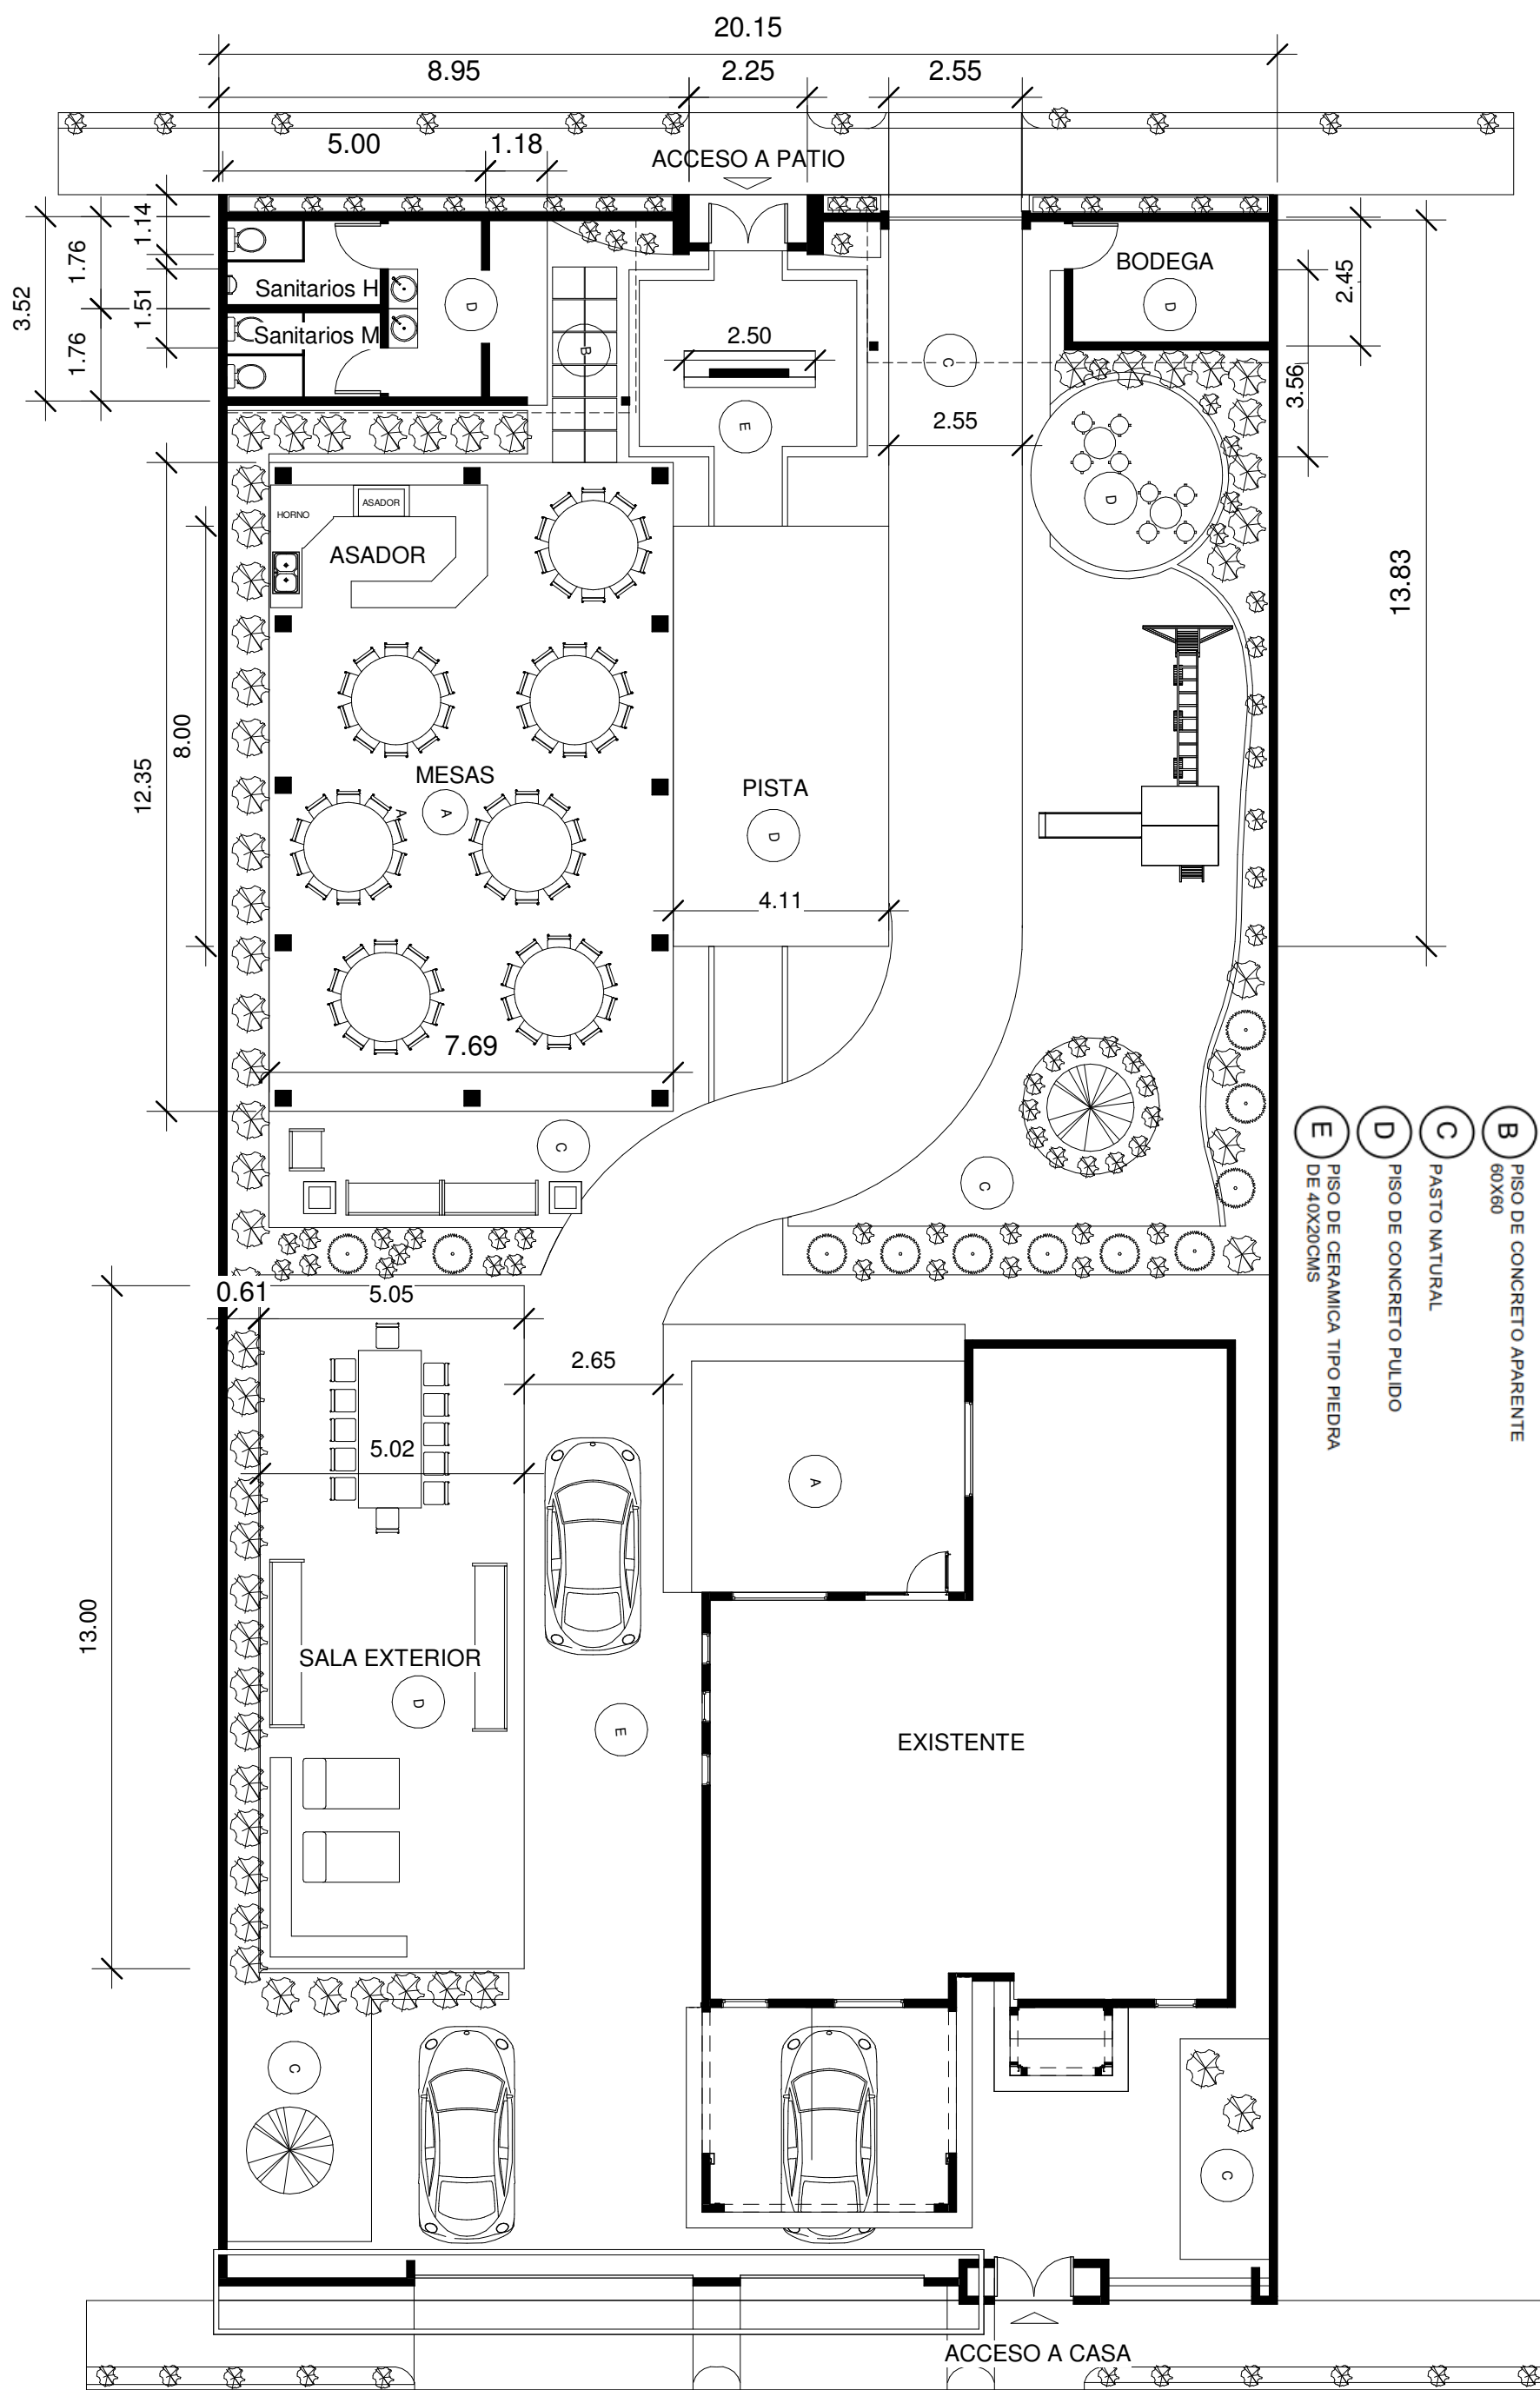 20.15
8.95
2.25
2.55
5.00
1.18
ACCESO A PATIO
1.14
1.76
1.51
1.76
3.52
Sanitarios H
Sanitarios M
D
B
2.50
E
C
2.55
BODEGA
D
2.45
3.56
13.83
D
HORNO
ASADOR
ASADOR
MESAS
A
A
PISTA
D
4.11
8.00
12.35
7.69
C
C
B
PISO DE CONCRETO APARENTE
60X60
C
PASTO NATURAL
D
PISO DE CONCRETO PULIDO
E
PISO DE CERAMICA TIPO PIEDRA
DE 40X20CMS
0.61
5.05
2.65
5.02
A
13.00
SALA EXTERIOR
D
E
EXISTENTE
C
C
ACCESO A CASA